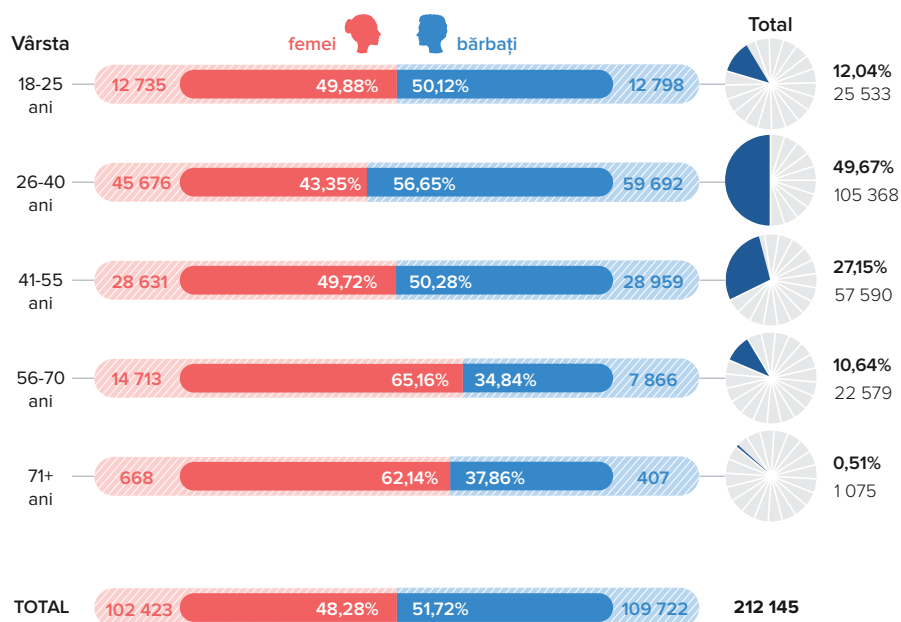 Vârsta femei bărbați Total
18-25 ani 12 735 49,88% 50,12% 12 798 12,04% 25 533
26-40 ani 45 676 43,35% 56,65% 59 692 49,67% 105 368
41-55 ani 28 631 49,72% 50,28% 28 959 27,15% 57 590
56-70 ani 14 713 65,16% 34,84% 7 866 10,64% 22 579
71+ ani 668 62,14% 37,86% 407 0,51% 1 075
TOTAL 102 423 48,28% 51,72% 109 722 212 145